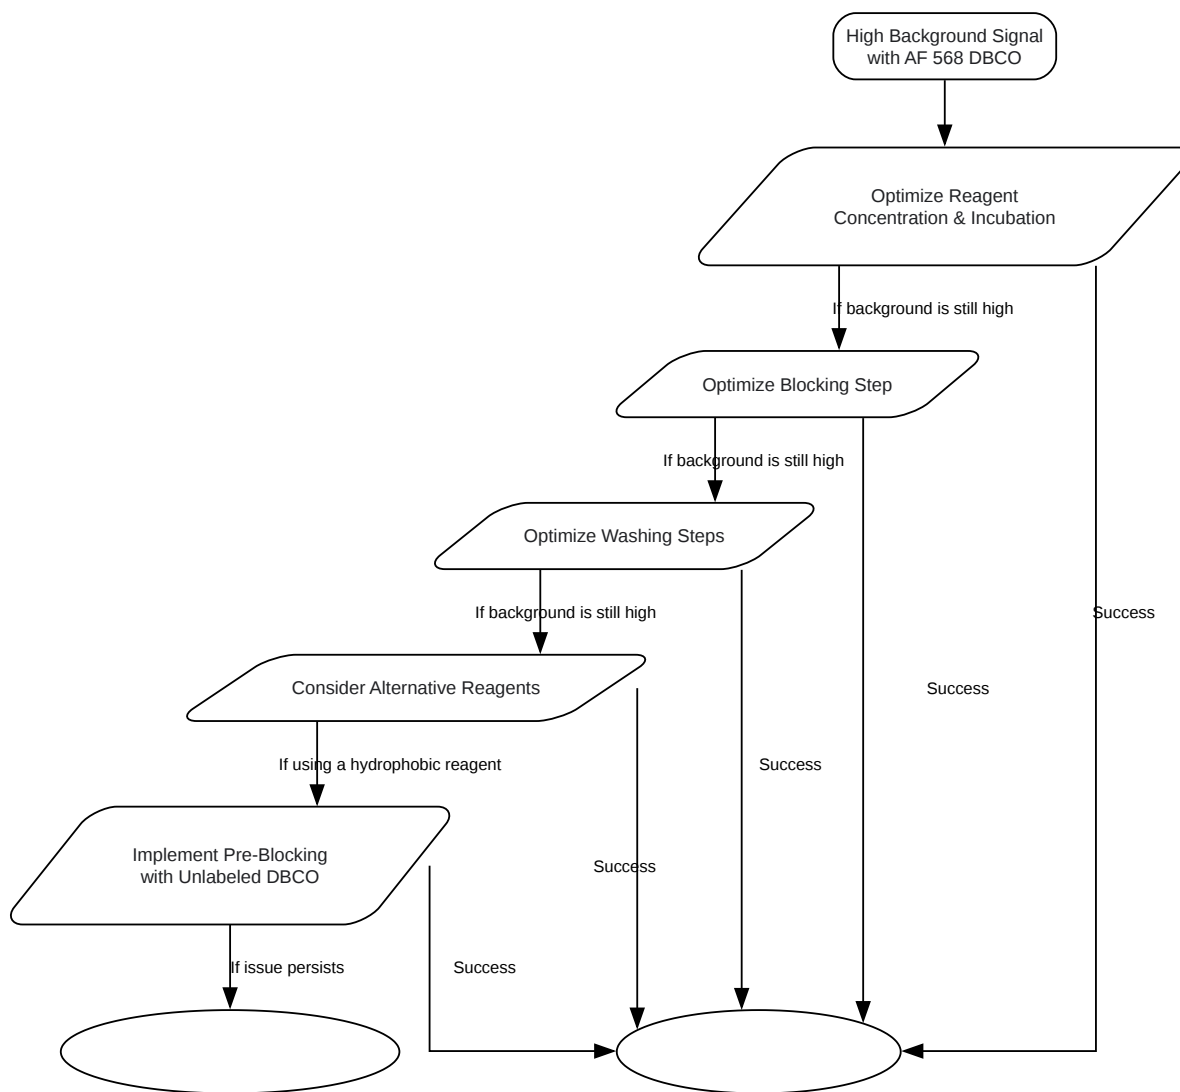 High Background Signal
with AF 568 DBCO
Optimize Reagent
Concentration & Incubation
If background is still high
Optimize Blocking Step
If background is still high
Optimize Washing Steps
If background is still high
Success
Consider Alternative Reagents
Success
If using a hydrophobic reagent
Success
Implement Pre-Blocking
with Unlabeled DBCO
Success
If issue persists
Success